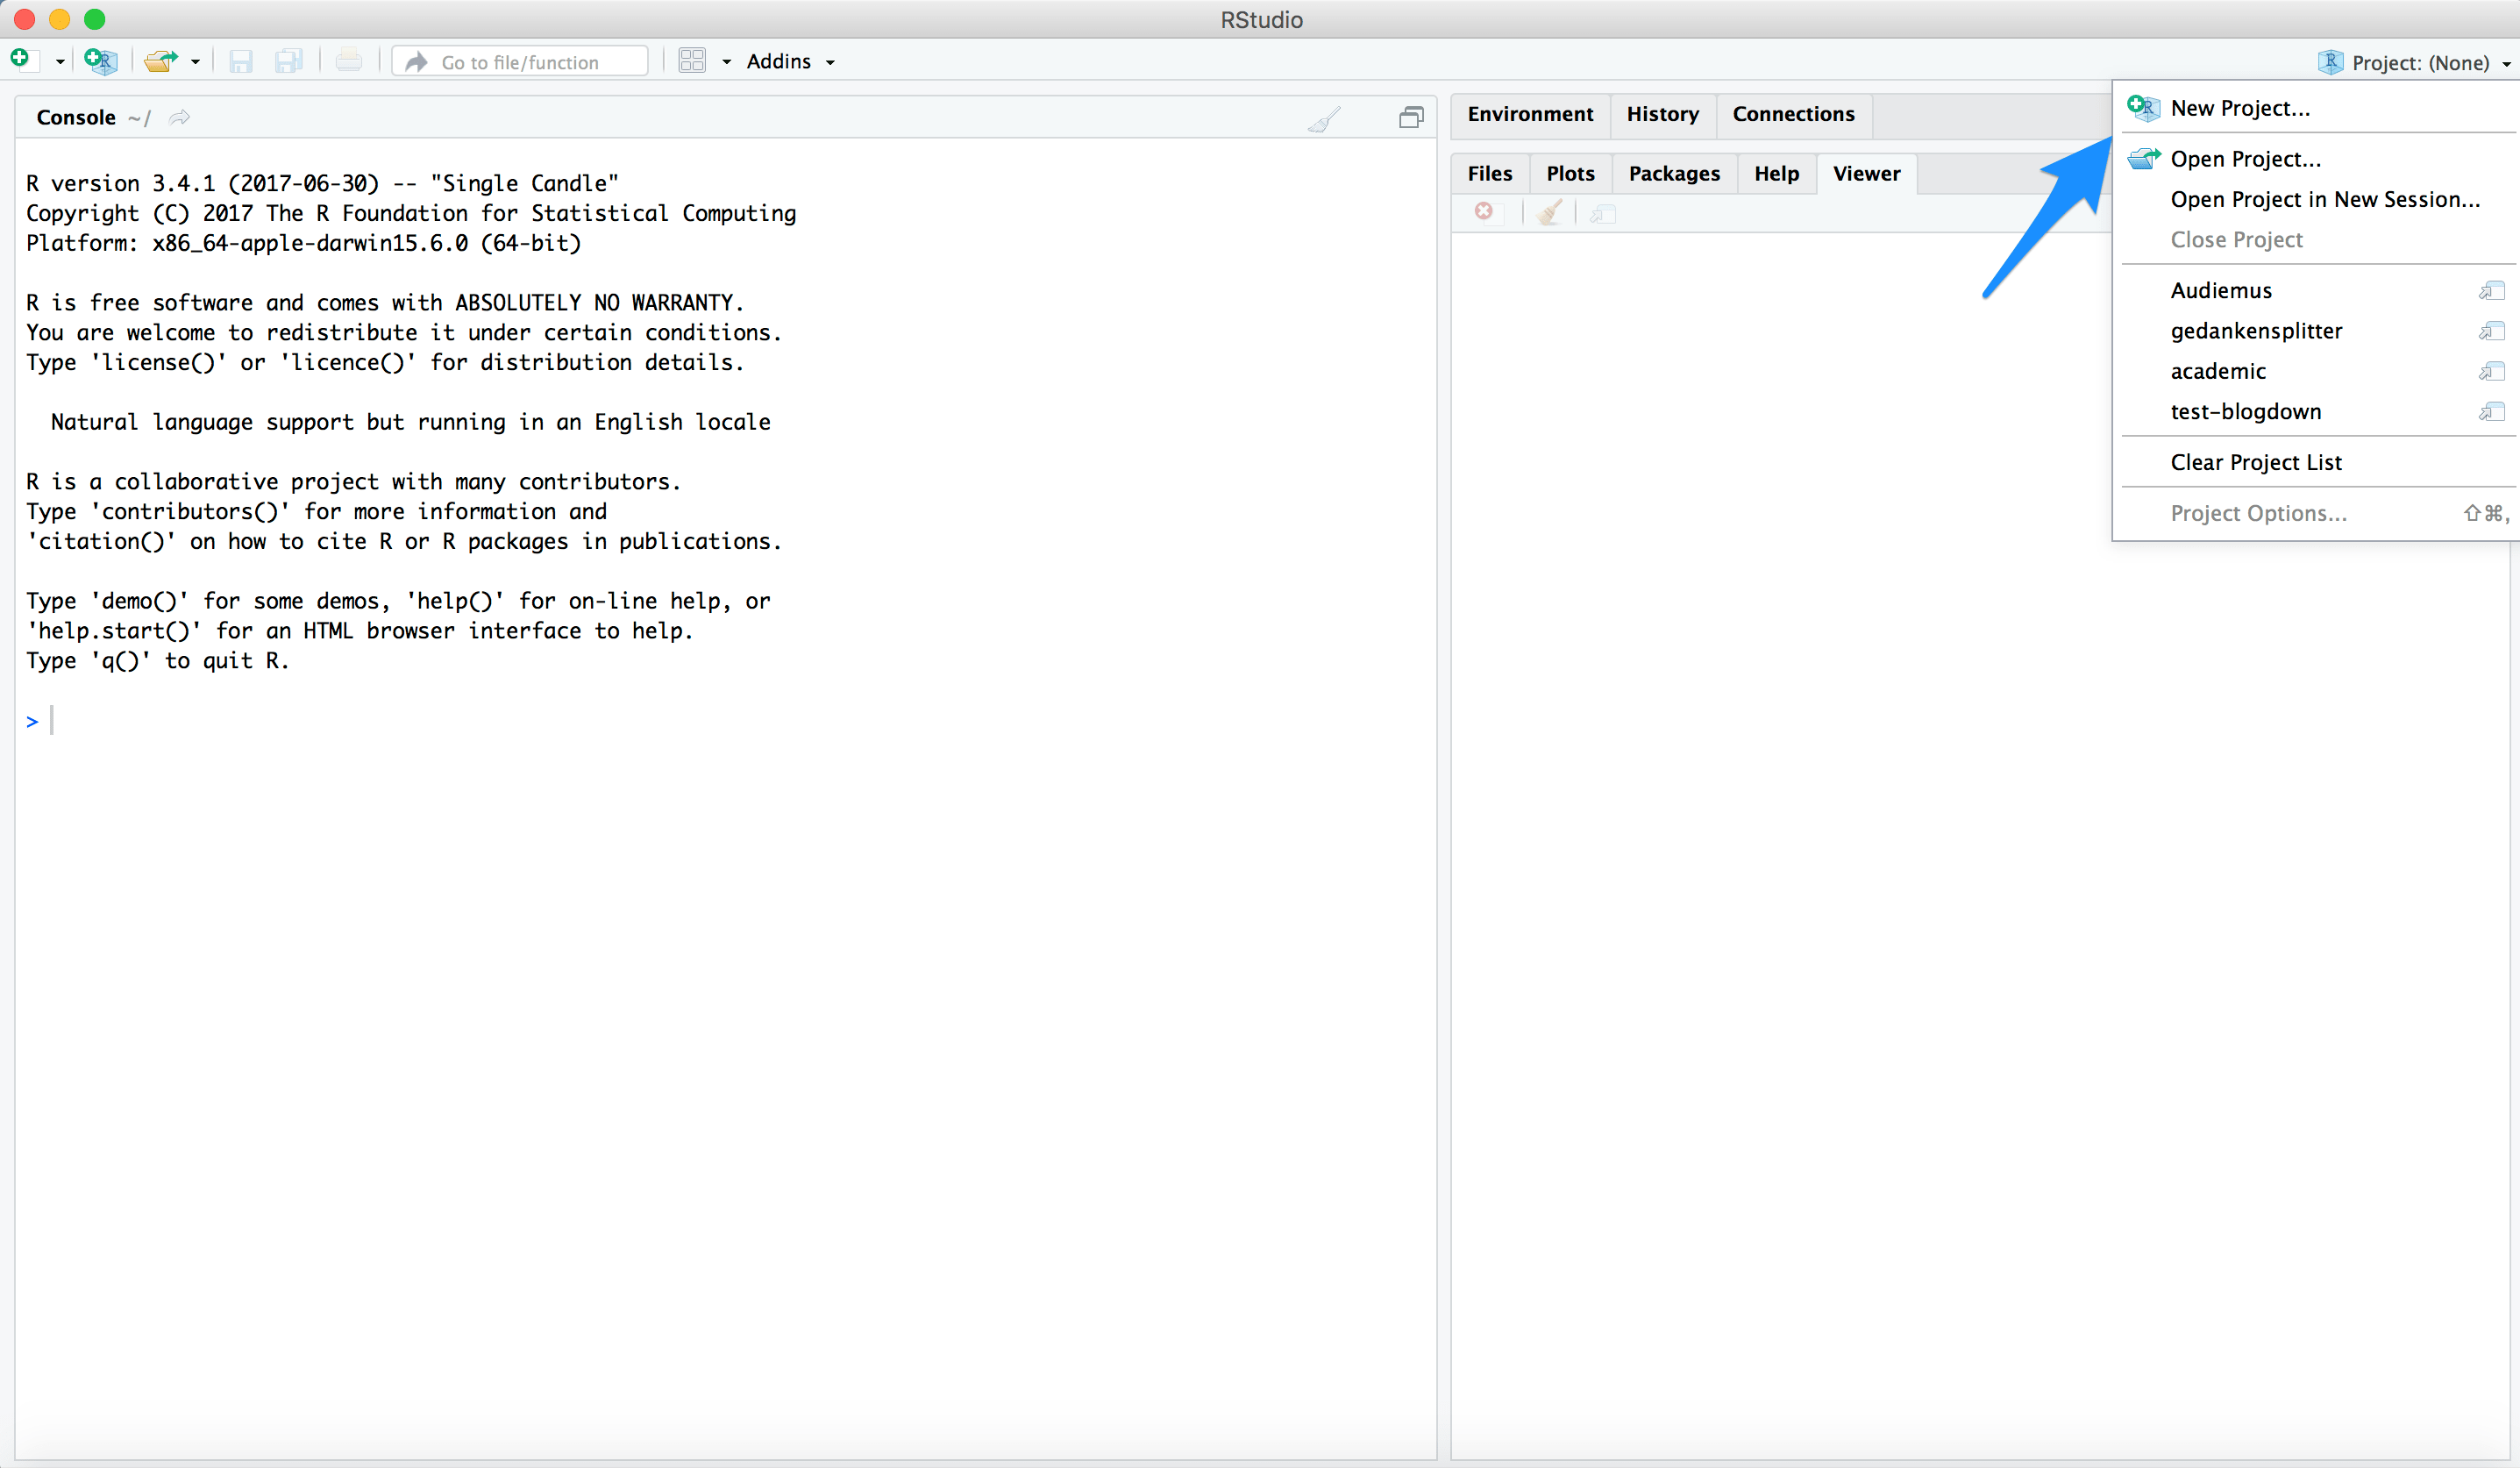 RStudio
Go to file/function
Addins
Project: (None)
Console ~/
R version 3.4.1 (2017-06-30) -- "Single Candle"
Copyright (C) 2017 The R Foundation for Statistical Computing
Platform: x86_64-apple-darwin15.6.0 (64-bit)
R is free software and comes with ABSOLUTELY NO WARRANTY.
You are welcome to redistribute it under certain conditions.
Type 'license()' or 'licence()' for distribution details.
Natural language support but running in an English locale
R is a collaborative project with many contributors.
Type 'contributors()' for more information and
'citation()' on how to cite R or R packages in publications.
Type 'demo()' for some demos, 'help()' for on-line help, or
'help.start()' for an HTML browser interface to help.
Type 'q()' to quit R.
>
Environment History Connections
Files Plots Packages Help Viewer
New Project...
Open Project...
Open Project in New Session...
Close Project
Audiemus
gedankensplitter
academic
test-blogdown
Clear Project List
Project Options... ⇧⌘,